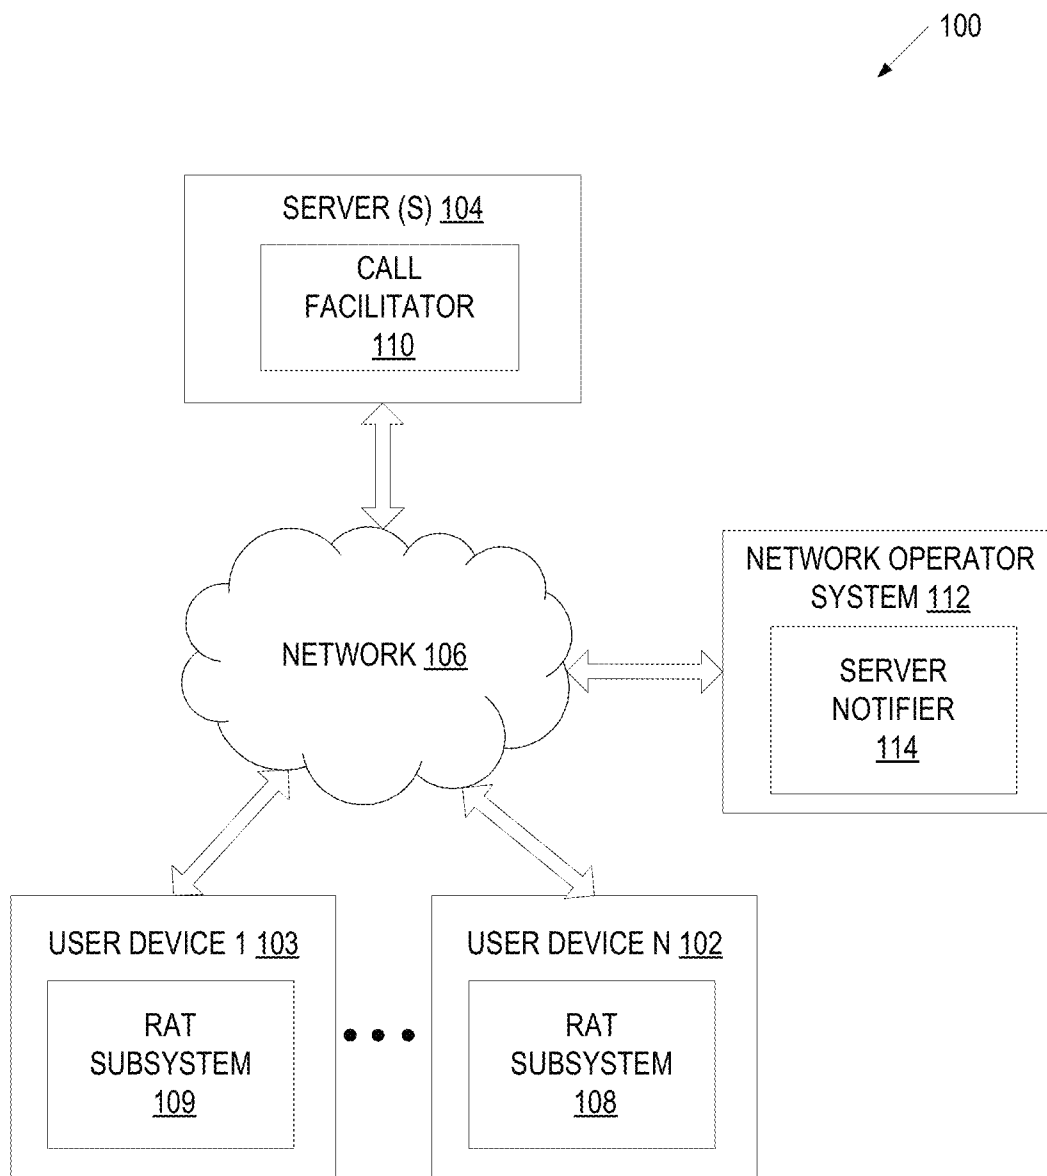 100
SERVER (S) 104
CALL
FACILITATOR
110
NETWORK OPERATOR
SYSTEM 112
NETWORK 106
SERVER
NOTIFIER
114
USER DEVICE 1 103
RAT
SUBSYSTEM
109
USER DEVICE N 102
RAT
SUBSYSTEM
108